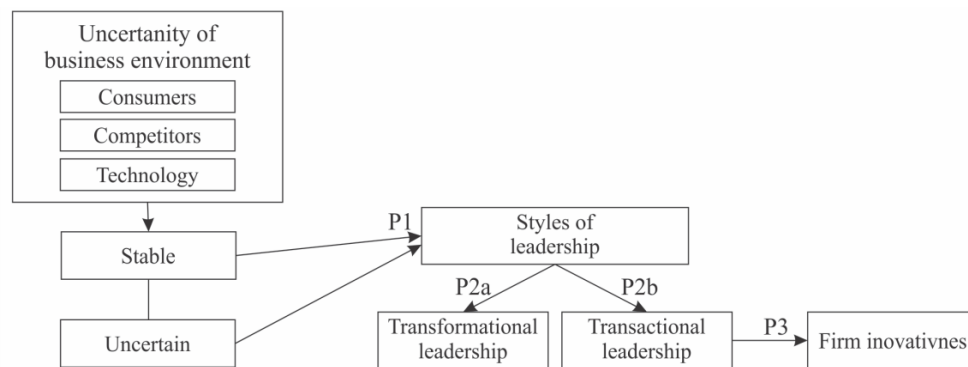 Uncertanity of
business environment
Consumers
Competitors
Technology
Stable
Uncertain
P1
Styles of
leadership
P2a
P2b
Transformational
leadership
Transactional
leadership
P3
Firm inovativnes